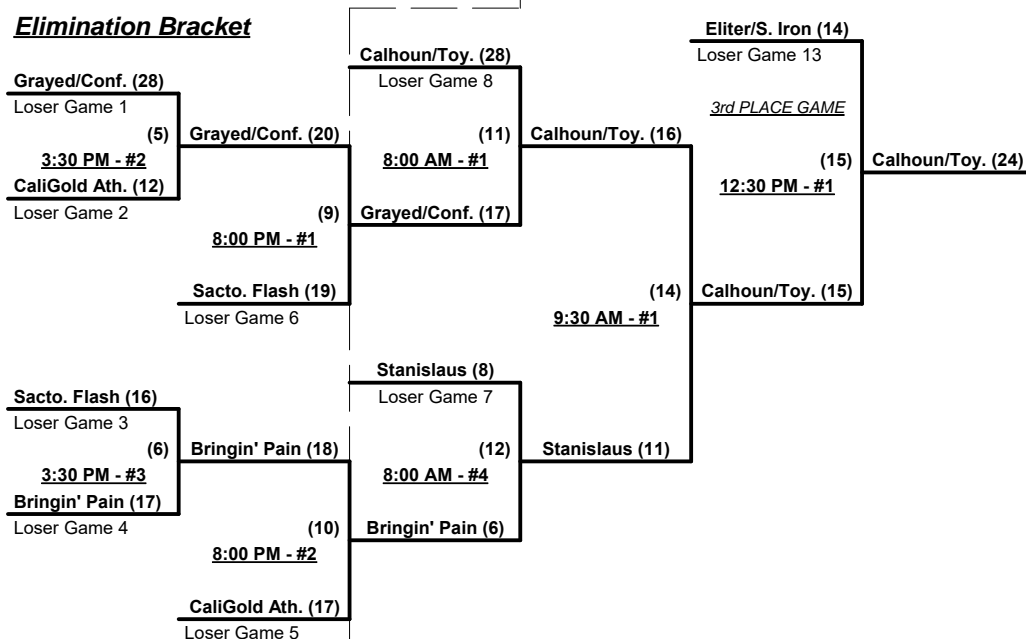 Elimination Bracket
Grayed/Conf. (28)
Loser Game 1
(5)
3:30 PM - #2
CaliGold Ath. (12)
Loser Game 2
Grayed/Conf. (20)
(9)
8:00 PM - #1
Sacto. Flash (19)
Loser Game 6
Sacto. Flash (16)
Loser Game 3
(6)
3:30 PM - #3
Bringin' Pain (17)
Loser Game 4
Bringin' Pain (18)
(10)
8:00 PM - #2
CaliGold Ath. (17)
Loser Game 5
Calhoun/Toy. (28)
Loser Game 8
(11)
8:00 AM - #1
Grayed/Conf. (17)
Stanislaus (8)
Loser Game 7
(12)
8:00 AM - #4
Bringin' Pain (6)
Calhoun/Toy. (16)
(14)
9:30 AM - #1
Stanislaus (11)
Eliter/S. Iron (14)
Loser Game 13
3rd PLACE GAME
(15)
12:30 PM - #1
Calhoun/Toy. (15)
Calhoun/Toy. (24)